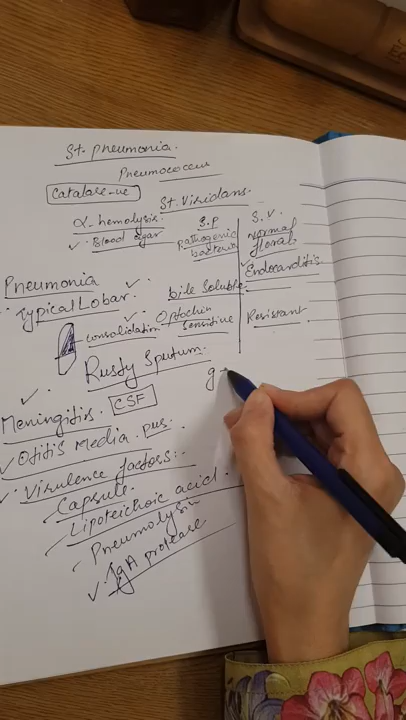 St. pneumonia.
Pneumococcus
Catalase -ve
St. Viridans.
α-hemolysis.
Blood agar
S.P
Pathogenic
bacteria
S.V.
Normal
floral
Endocarditis
Pneumonia
Typical Lobar.
bile Soluble
consolidation
Optochin
Sensitive
Resistant
Rusty Sputum.
g
Meningitis. CSF
Otitis Media. pus.
Virulence factors:-
Capsule.
Lipoteichoic acid.
Pneumolysin
IgA protease